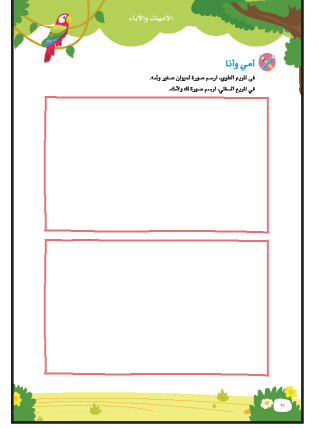 الأمهات والآباء
أمي وأنا
في المربع العلوي، ارسم صورة لحيوان صغير وأمه.
في المربع السفلي، ارسم صورة لك ولأمك.